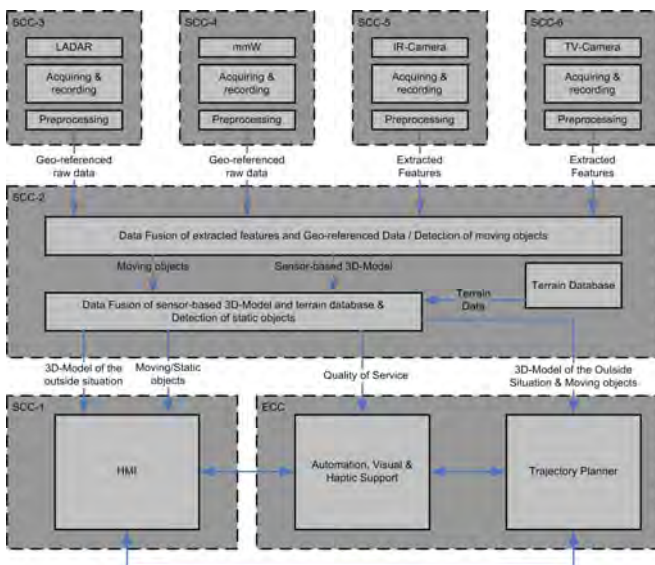 SCC-3
LADAR
Acquiring &
recording
Preprocessing
SCC-4
mmW
Acquiring &
recording
Preprocessing
SCC-5
IR-Camera
Acquiring &
recording
Preprocessing
SCC-6
TV-Camera
Acquiring &
recording
Preprocessing
Geo-referenced
raw data
Geo-referenced
raw data
Extracted
Features
Extracted
Features
SCC-2
Data Fusion of extracted features and Geo-referenced Data / Detection of moving objects
Moving objects
Sensor-based 3D-Model
Data Fusion of sensor-based 3D-Model and terrain database &
Detection of static objects
Terrain
Data
Terrain Database
3D-Model of the
outside situation
Moving/Static
objects
Quality of Service
3D-Model of the Outside
Situation & Moving objects
SCC-1
HMI
ECC
Automation, Visual &
Haptic Support
Trajectory Planner